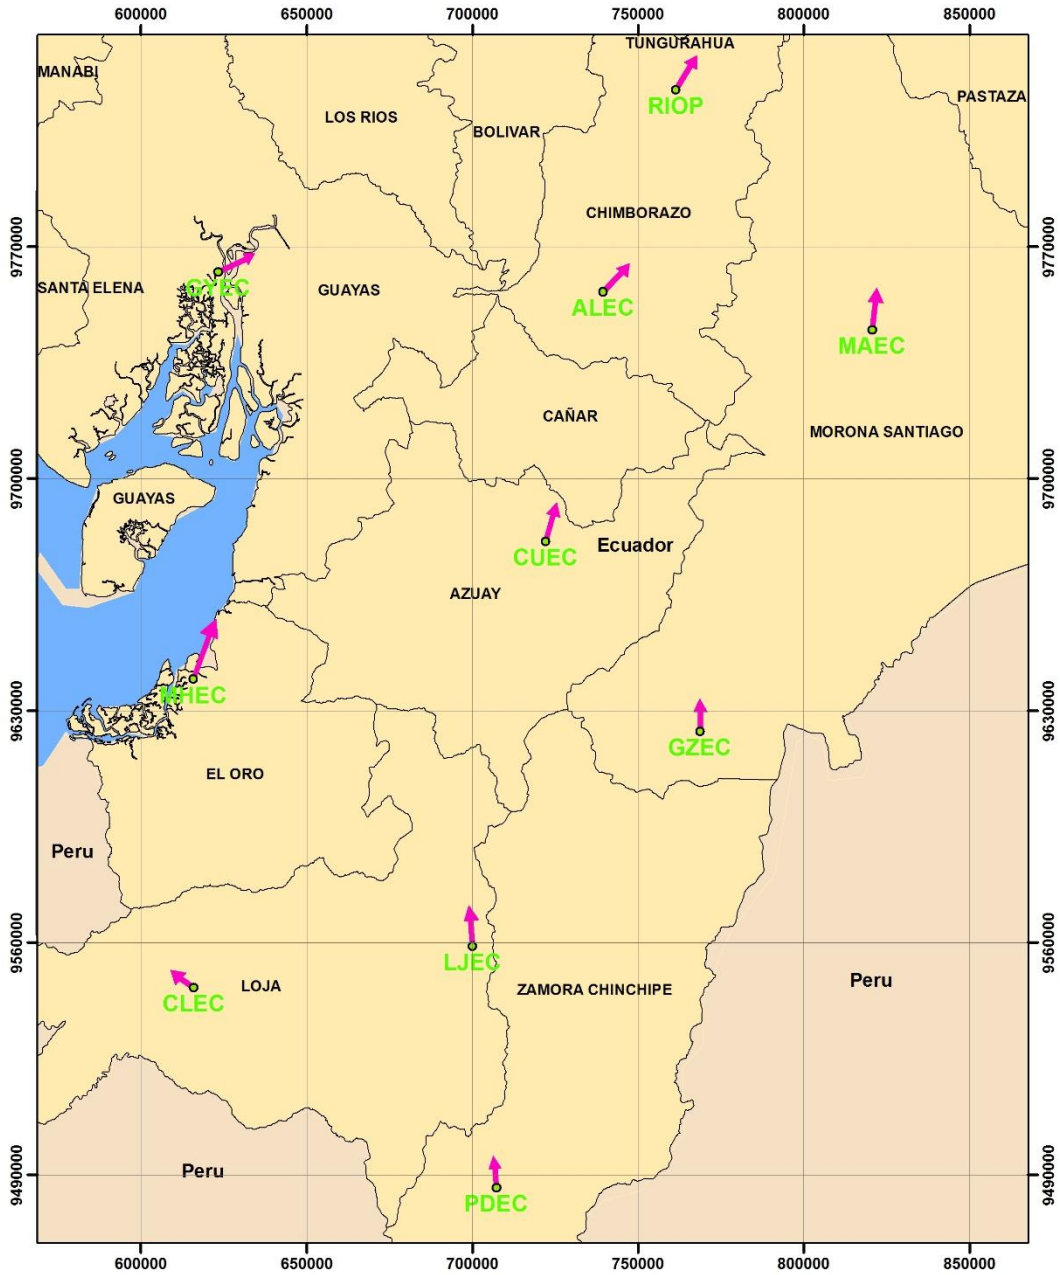 600000 650000 700000 750000 800000 850000
TUNGURAHUA
MANABI
PASTAZA
RIOP
LOS RIOS
BOLIVAR
CHIMBORAZO
9770000 9770000
SANTA ELENA
GYEC
GUAYAS
ALEC
MAEC
CAÑAR
MORONA SANTIAGO
9700000 9700000
GUAYAS
CUEC
Ecuador
AZUAY
MHEC
9630000 9630000
GZEC
EL ORO
Peru
9560000 9560000
LJEC
CLEC
LOJA
ZAMORA CHINCHIPE
Peru
Peru
9490000 9490000
PDEC
600000 650000 700000 750000 800000 850000